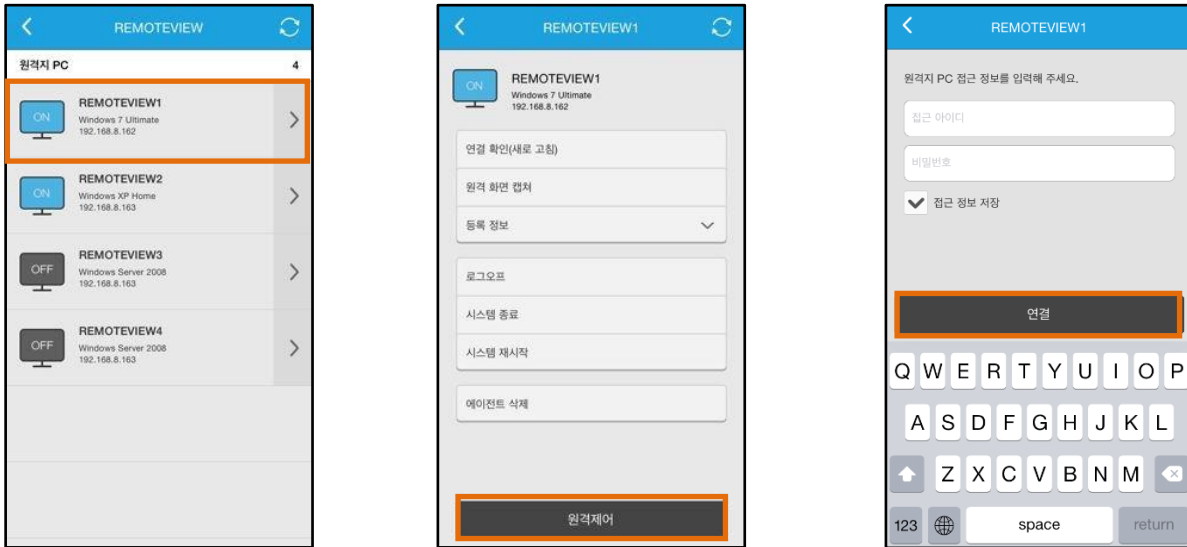 REMOTEVIEW
원격지 PC 4
ON
REMOTEVIEW1
Windows 7 Ultimate
192.168.8.162
ON
REMOTEVIEW2
Windows XP Home
192.168.8.163
OFF
REMOTEVIEW3
Windows Server 2008
192.168.8.163
OFF
REMOTEVIEW4
Windows Server 2008
192.168.8.163
REMOTEVIEW1
ON
REMOTEVIEW1
Windows 7 Ultimate
192.168.8.162
연결 확인(새로 고침)
원격 화면 캡쳐
등록 정보
로그오프
시스템 종료
시스템 재시작
에이전트 삭제
원격제어
REMOTEVIEW1
원격지 PC 접근 정보를 입력해 주세요.
접근 아이디
비밀번호
접근 정보 저장
연결
Q W E R T Y U I O P
A S D F G H J K L
Z X C V B N M
123 space return